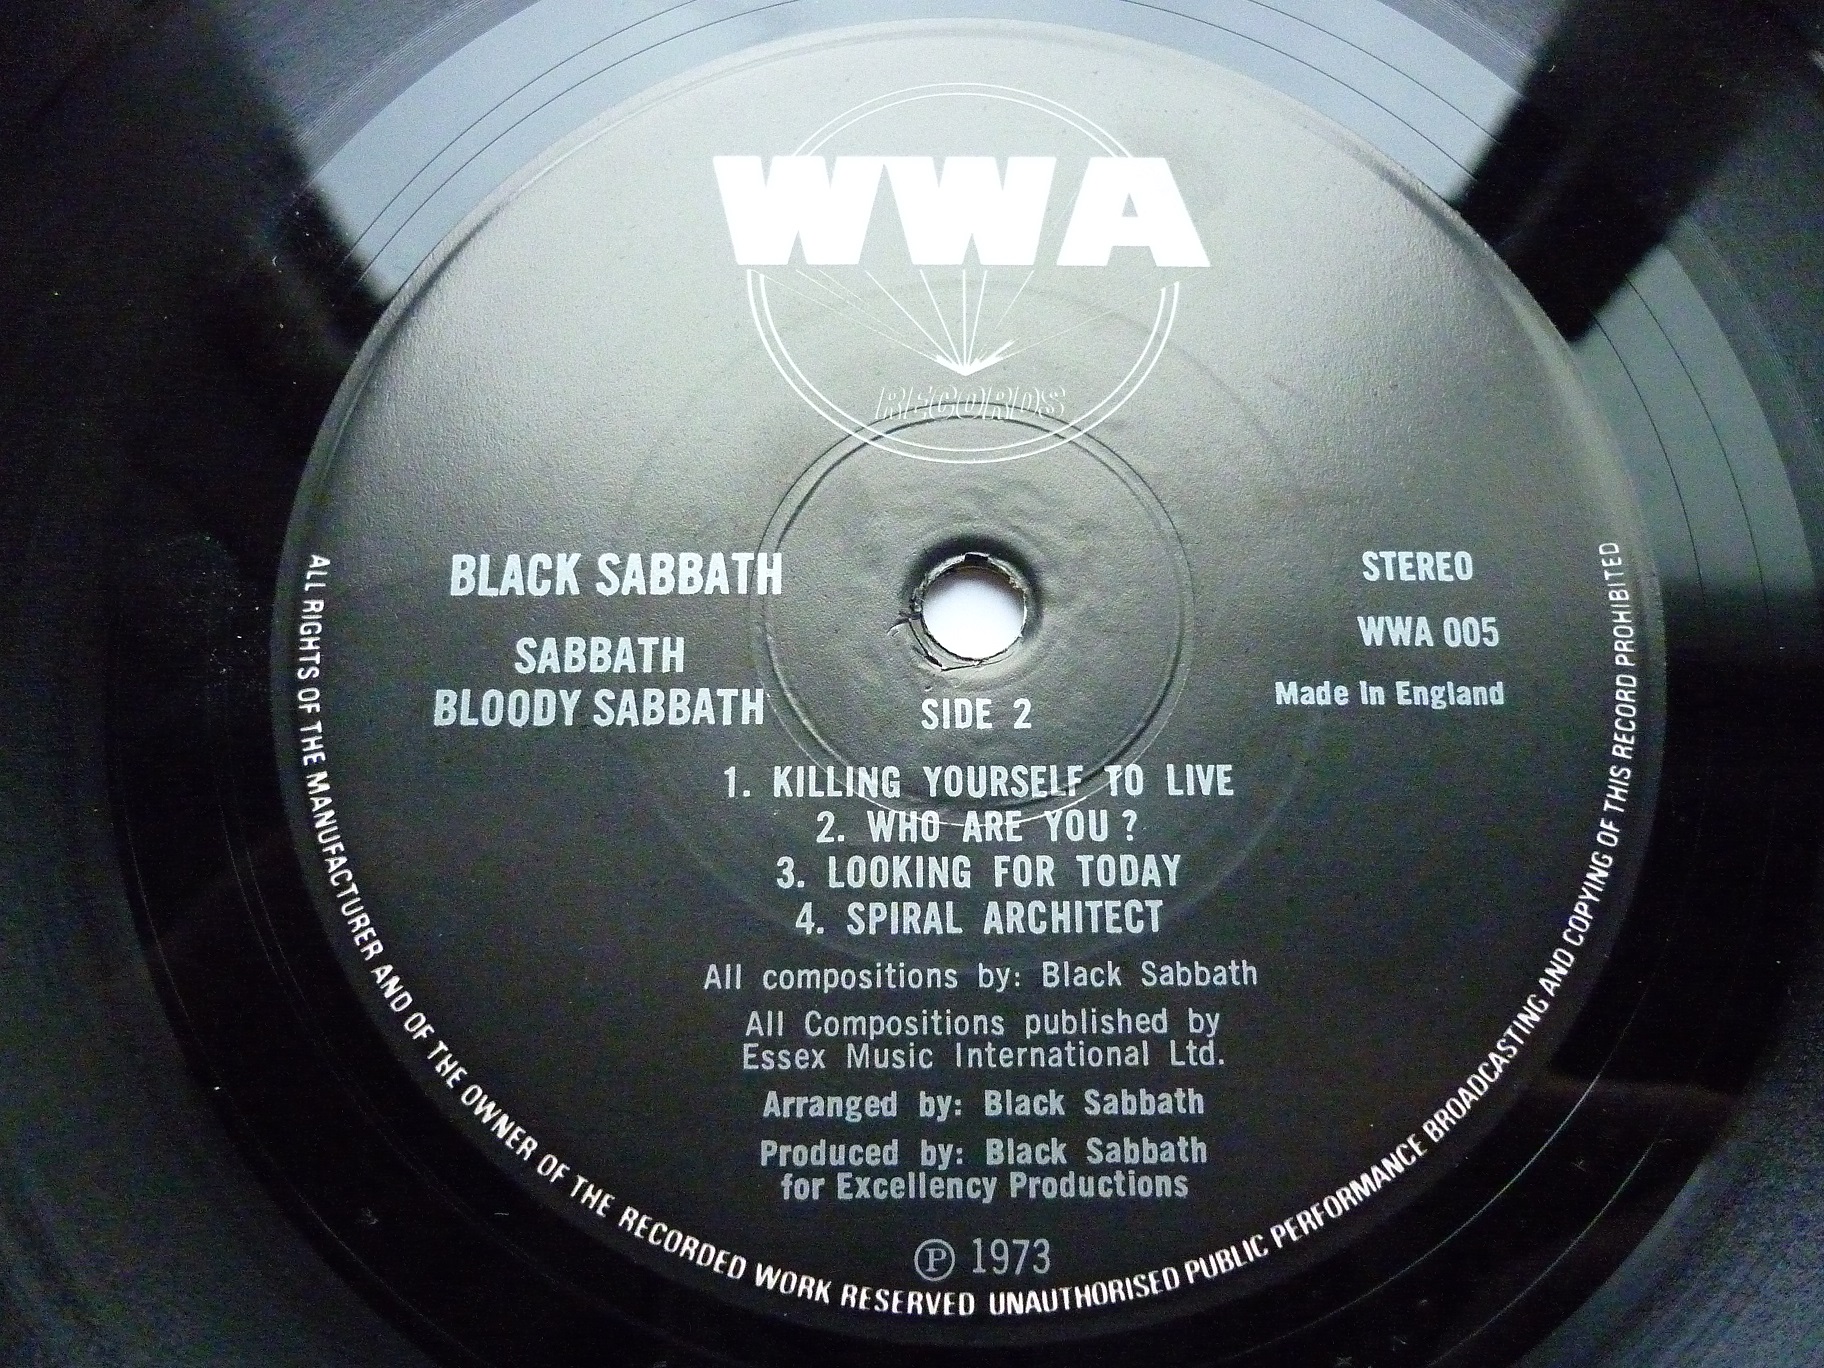 WWA
RECORDS
BLACK SABBATH
SABBATH
BLOODY SABBATH
STEREO
WWA 005
Made in England
SIDE 2
1. KILLING YOURSELF TO LIVE
2. WHO ARE YOU ?
3. LOOKING FOR TODAY
4. SPIRAL ARCHITECT
All compositions by: Black Sabbath
All Compositions published by
Essex Music International Ltd.
Arranged by: Black Sabbath
Produced by: Black Sabbath
for Excellency Productions
Ⓟ 1973
ALL RIGHTS OF THE MANUFACTURER AND OF THE OWNER OF THE RECORDED WORK RESERVED UNAUTHORISED PUBLIC PERFORMANCE BROADCASTING AND COPYING OF THIS RECORD PROHIBITED